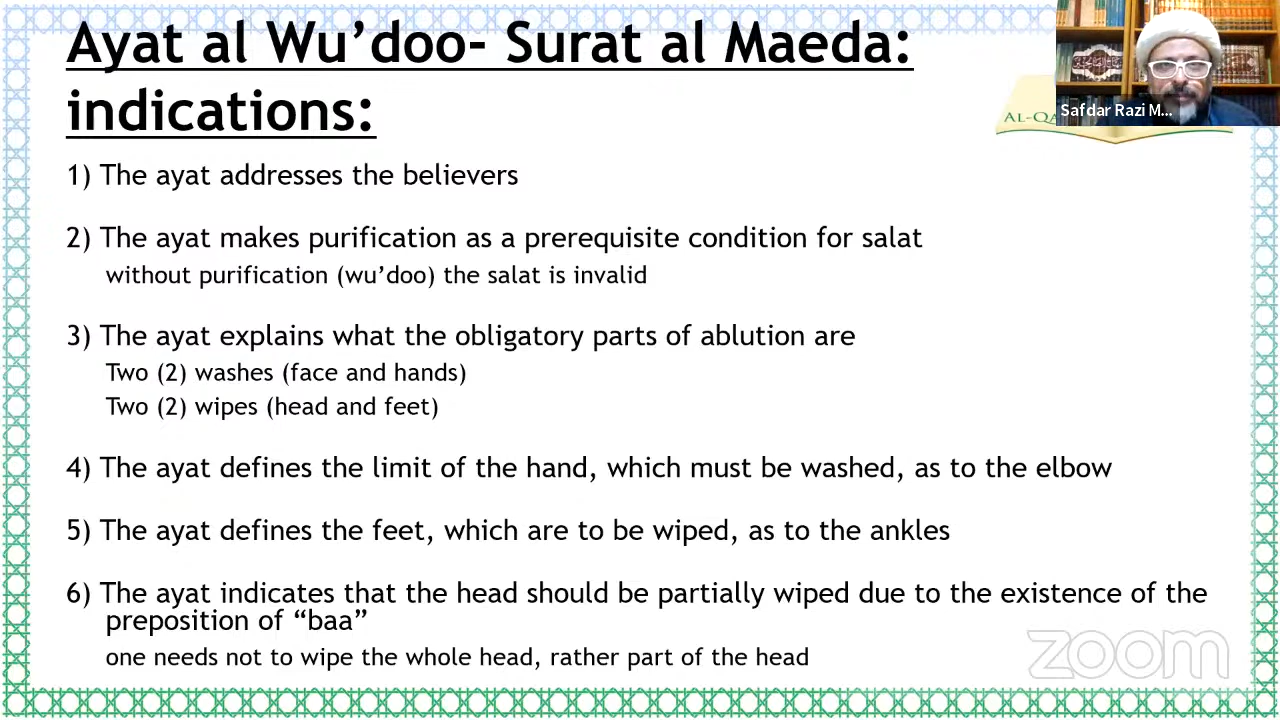 Ayat al Wu’doo- Surat al Maeda:
indications:
AL-QA
Safdar Razi M...
1) The ayat addresses the believers
2) The ayat makes purification as a prerequisite condition for salat
without purification (wu’doo) the salat is invalid
3) The ayat explains what the obligatory parts of ablution are
Two (2) washes (face and hands)
Two (2) wipes (head and feet)
4) The ayat defines the limit of the hand, which must be washed, as to the elbow
5) The ayat defines the feet, which are to be wiped, as to the ankles
6) The ayat indicates that the head should be partially wiped due to the existence of the
preposition of “baa”
one needs not to wipe the whole head, rather part of the head
zoom